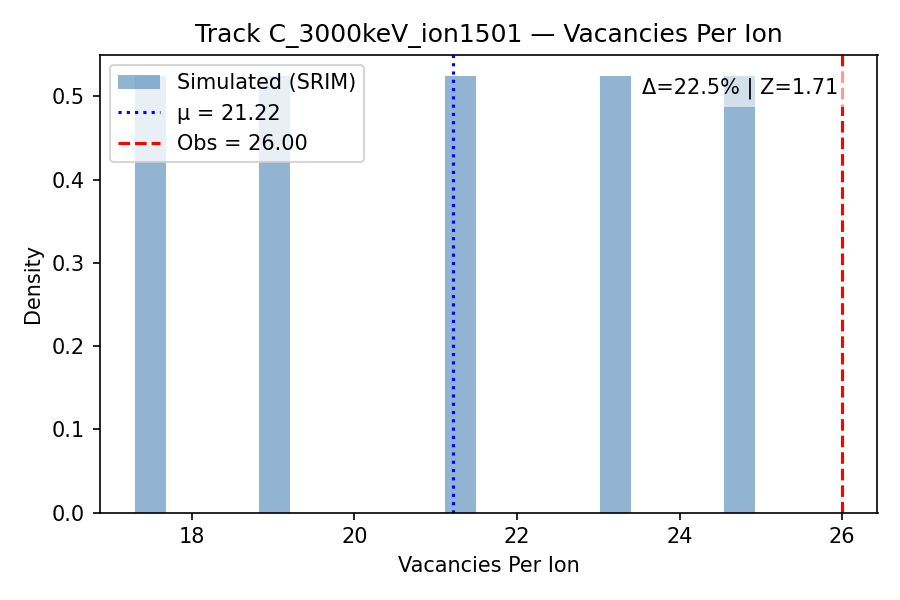 Track C_3000keV_ion1501 — Vacancies Per Ion
Simulated (SRIM)
μ = 21.22
Obs = 26.00
Δ=22.5% | Z=1.71
Density
0.5
0.4
0.3
0.2
0.1
0.0
18 20 22 24 26
Vacancies Per Ion